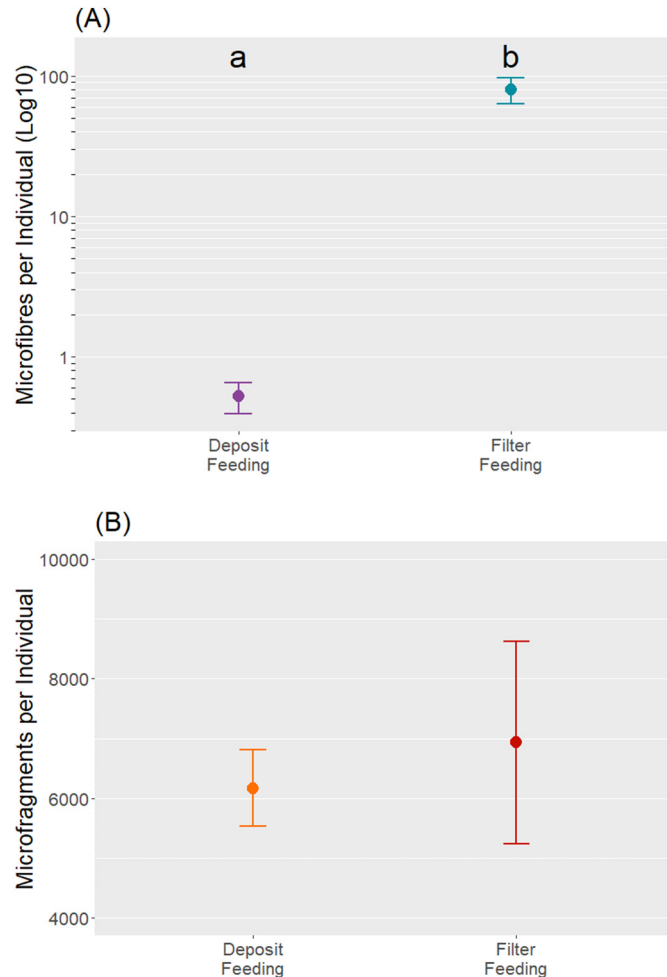 (A)
Microfibres per Individual (Log10)
a
b
100
10
1
Deposit
Feeding
Filter
Feeding
(B)
Microfragments per Individual
10000
8000
6000
4000
Deposit
Feeding
Filter
Feeding